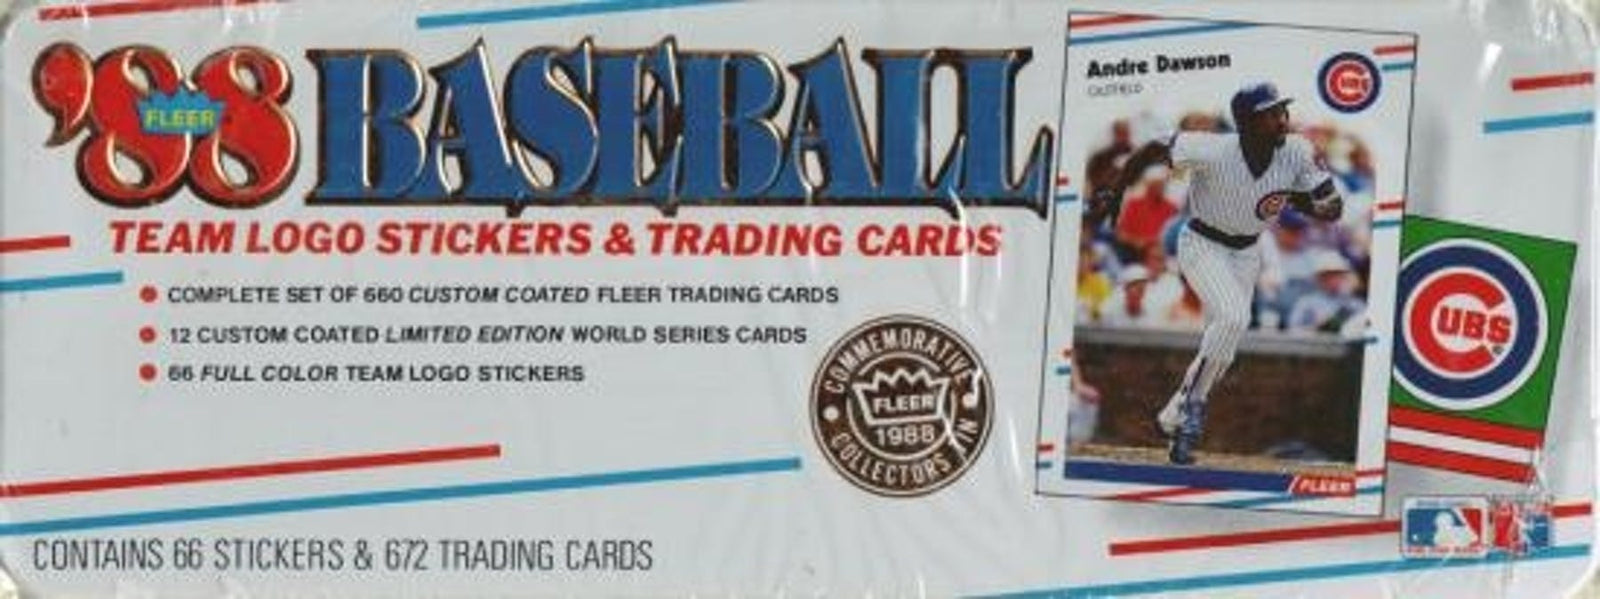 '88 BASEBALL
FLEER
TEAM LOGO STICKERS & TRADING CARDS
COMPLETE SET OF 660 CUSTOM COATED FLEER TRADING CARDS
12 CUSTOM COATED LIMITED EDITION WORLD SERIES CARDS
66 FULL COLOR TEAM LOGO STICKERS
COMMEMORATIVE
FLEER
1988
COLLECTORS PIN
CONTAINS 66 STICKERS & 672 TRADING CARDS
Andre Dawson
OUTFIELD
CUBS
FLEER
CUBS